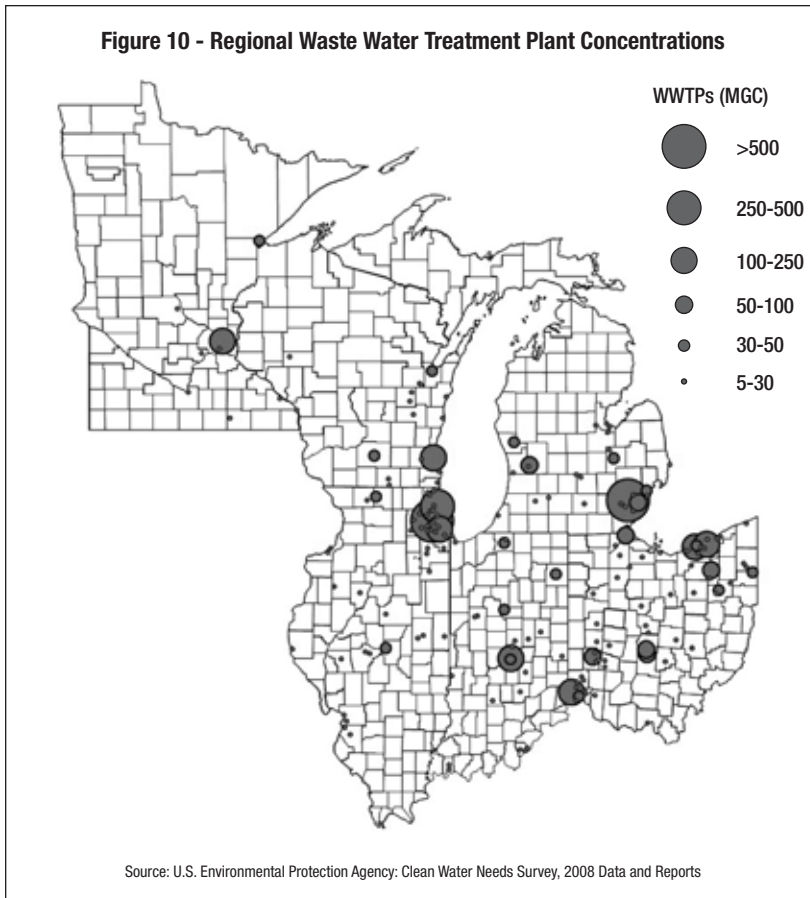 Figure 10 - Regional Waste Water Treatment Plant Concentrations
WWTPs (MGC)
>500
250-500
100-250
50-100
30-50
5-30
Source: U.S. Environmental Protection Agency: Clean Water Needs Survey, 2008 Data and Reports